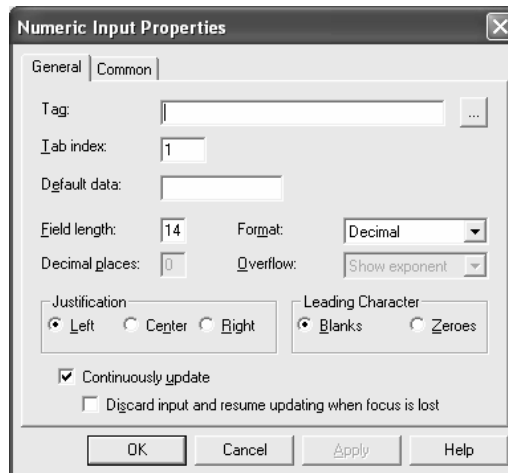 Numeric Input Properties
General Common
Tag: ...
Tab index: 1
Default data:
Field length: 14 Format: Decimal
Decimal places: 0 Overflow: Show exponent
Justification Leading Character
Left Center Right Blanks Zeroes
Continuously update
Discard input and resume updating when focus is lost
OK Cancel Apply Help